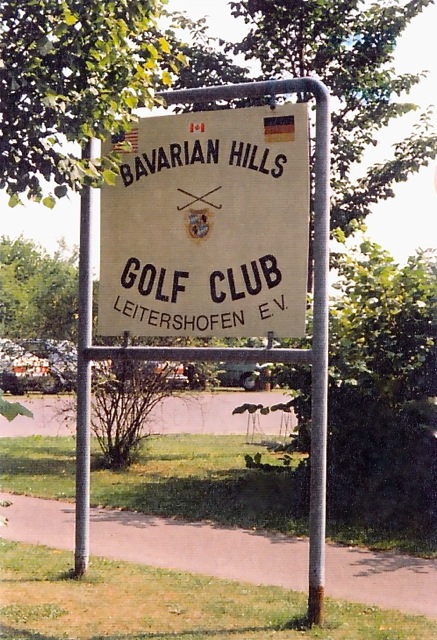 BAVARIAN HILLS
GOLF CLUB
LEITERSHOFEN E.V.